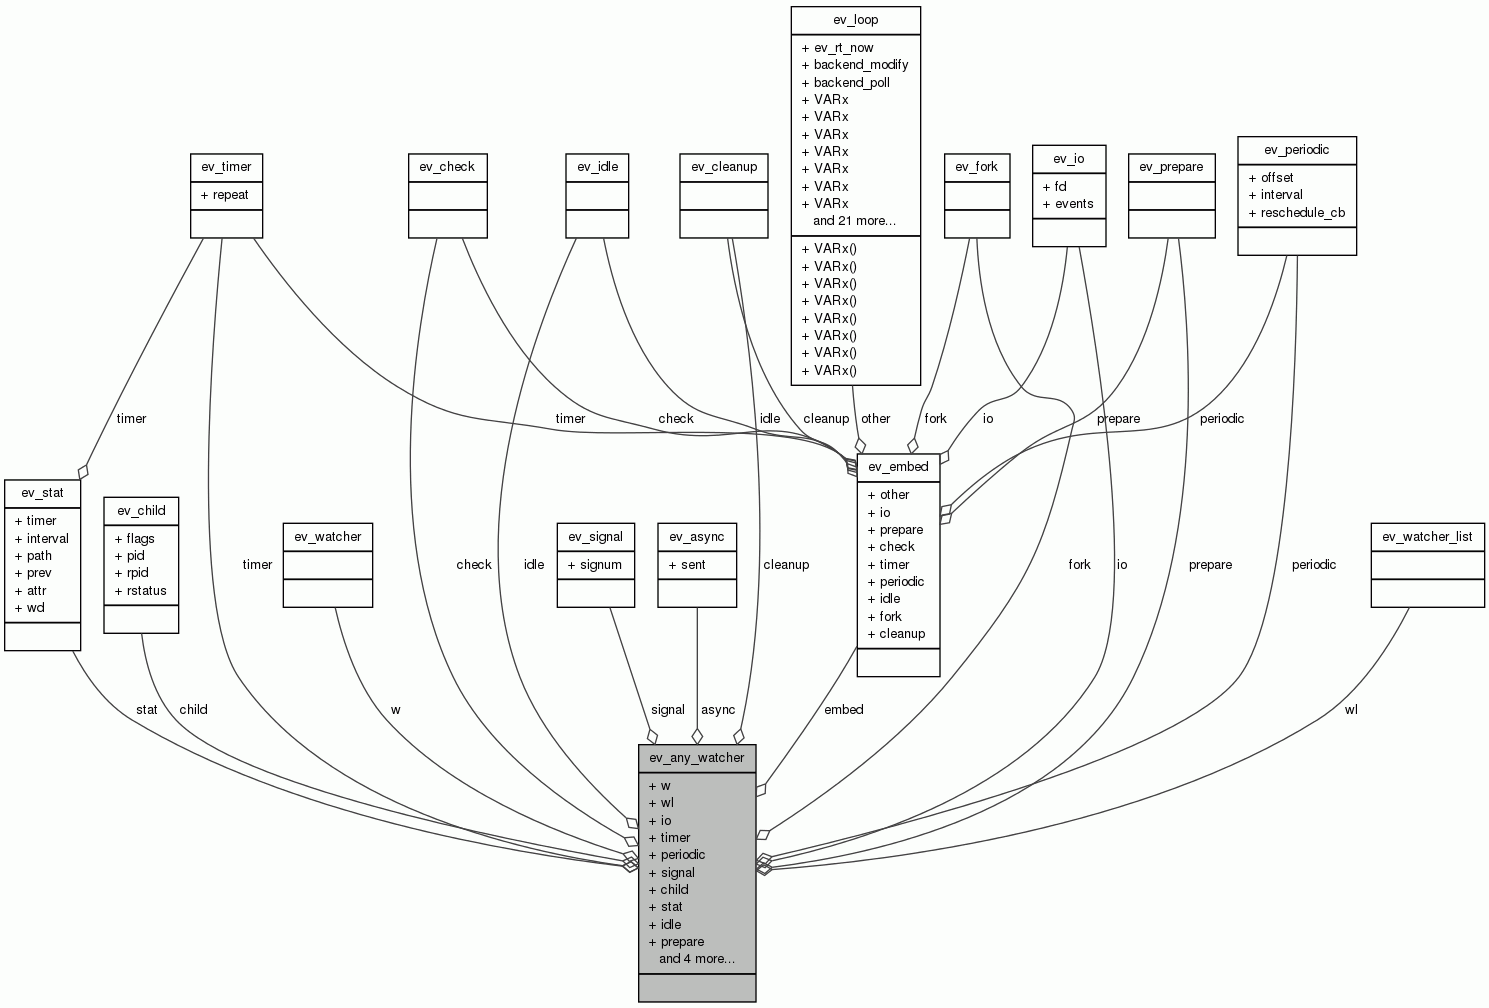 ev_loop
+ ev_rt_now
+ backend_modify
+ backend_poll
+ VARx
+ VARx
+ VARx
+ VARx
+ VARx
+ VARx
+ VARx
and 21 more...
+ VARx()
+ VARx()
+ VARx()
+ VARx()
+ VARx()
+ VARx()
+ VARx()
+ VARx()
ev_timer
+ repeat
ev_check
ev_idle
ev_cleanup
ev_fork
ev_io
+ fd
+ events
ev_prepare
ev_periodic
+ offset
+ interval
+ reschedule_cb
timer
timer
check
idle
cleanup
other
fork
io
prepare
periodic
ev_stat
+ timer
+ interval
+ path
+ prev
+ attr
+ wd
ev_child
+ flags
+ pid
+ rpid
+ rstatus
ev_watcher
ev_signal
+ signum
ev_async
+ sent
ev_embed
+ other
+ io
+ prepare
+ check
+ timer
+ periodic
+ idle
+ fork
+ cleanup
ev_watcher_list
timer
check
idle
cleanup
fork
io
prepare
periodic
stat
child
w
signal
async
embed
wl
ev_any_watcher
+ w
+ wl
+ io
+ timer
+ periodic
+ signal
+ child
+ stat
+ idle
+ prepare
and 4 more...